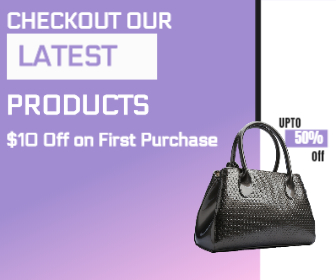 CHECKOUT OUR
LATEST
PRODUCTS
$10 Off on First Purchase
UPTO
50%
Off